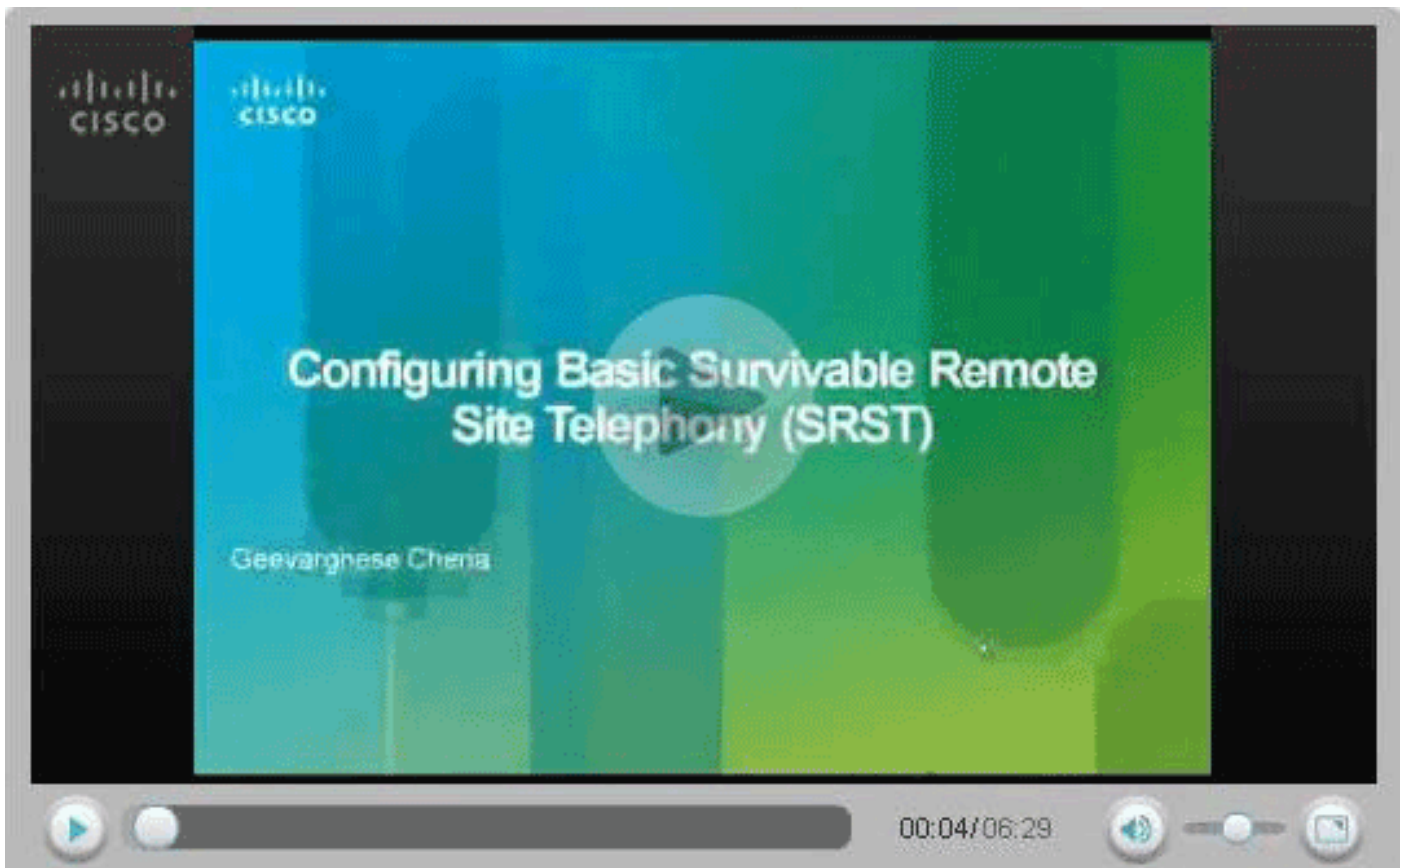 CISCO
CISCO
Configuring Basic Survivable Remote
Site Telephony (SRST)
Geevarghese Cheria
00:04/06:29